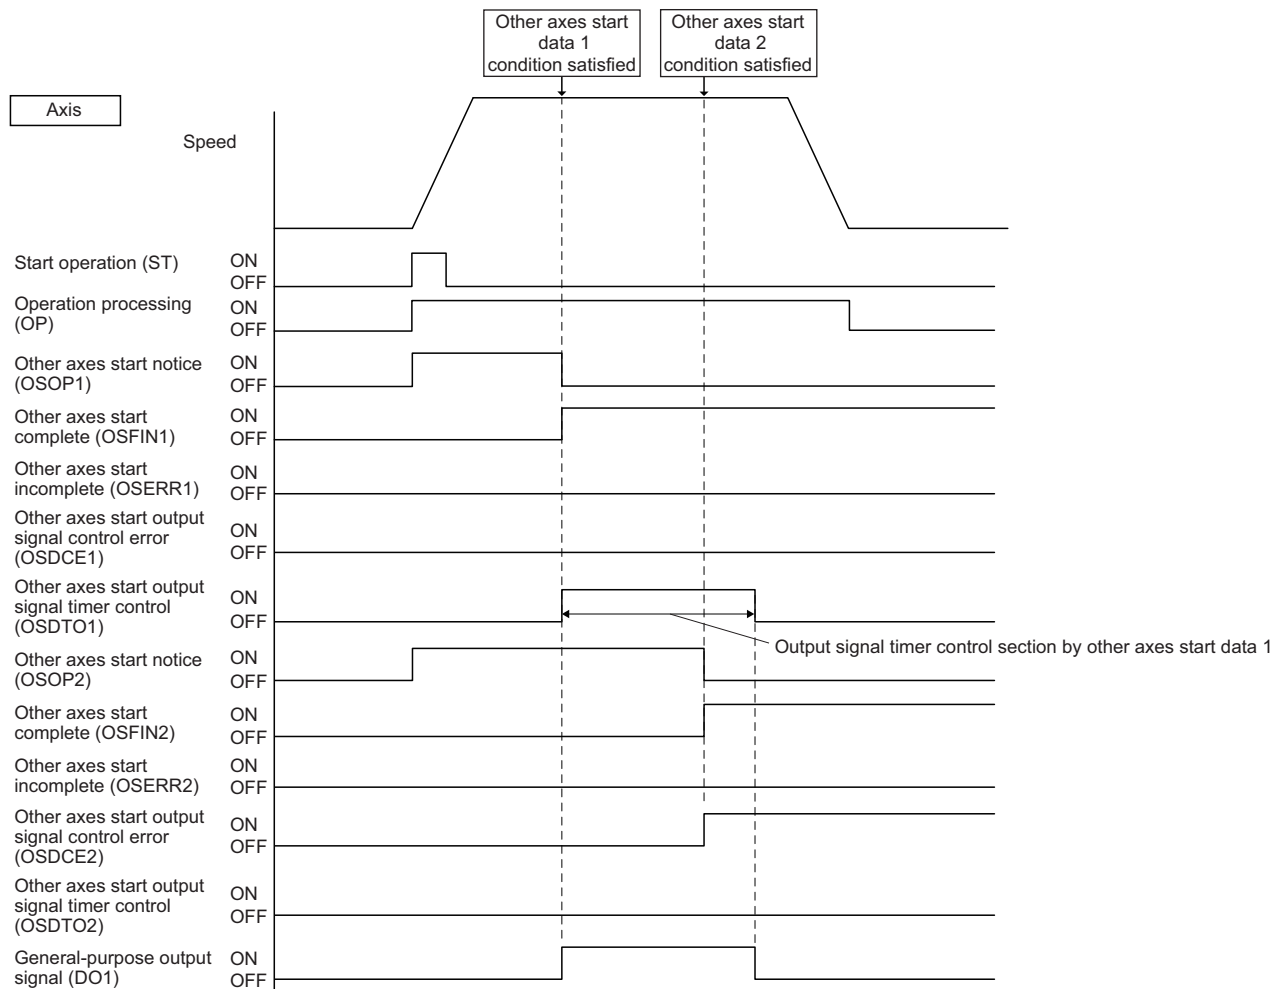 Other axes start
data 1
condition satisfied
Other axes start
data 2
condition satisfied
Axis
Speed
Start operation (ST)
ON
OFF
Operation processing
(OP)
ON
OFF
Other axes start notice
(OSOP1)
ON
OFF
Other axes start
complete (OSFIN1)
ON
OFF
Other axes start
incomplete (OSERR1)
ON
OFF
Other axes start output
signal control error
(OSDCE1)
ON
OFF
Other axes start output
signal timer control
(OSDTO1)
ON
OFF
Output signal timer control section by other axes start data 1
Other axes start notice
(OSOP2)
ON
OFF
Other axes start
complete (OSFIN2)
ON
OFF
Other axes start
incomplete (OSERR2)
ON
OFF
Other axes start output
signal control error
(OSDCE2)
ON
OFF
Other axes start output
signal timer control
(OSDTO2)
ON
OFF
General-purpose output
signal (DO1)
ON
OFF